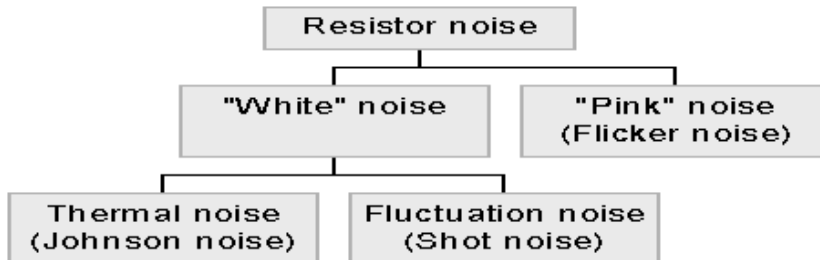 Resistor noise
"White" noise
"Pink" noise
(Flicker noise)
Thermal noise
(Johnson noise)
Fluctuation noise
(Shot noise)